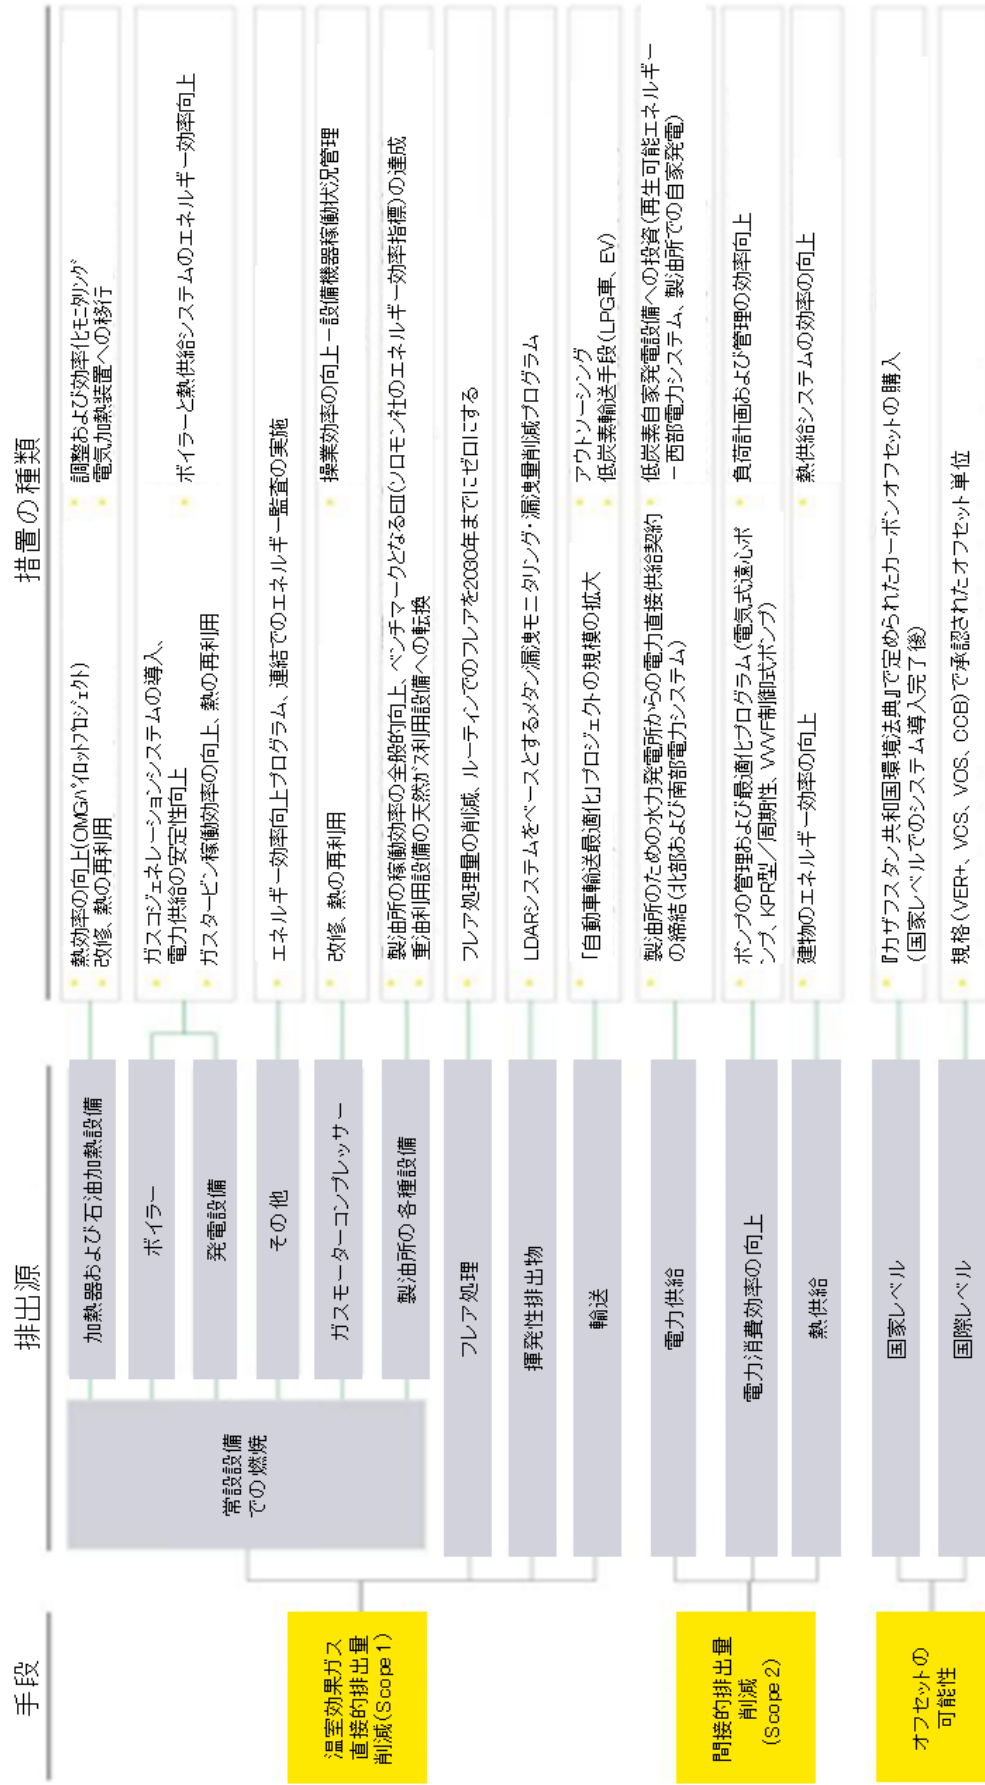 手段
排出源
措置の種類
温室効果ガス
直接的排出量
削減(Scope 1)
常設設備
での燃焼
加熱器および石油加熱設備
熱効率の向上(OMGパイロットプロジェクト)
改修、熱の再利用
調整および効率化モニタリング
電気加熱装置への移行
ボイラー
発電設備
ガスコジェネレーションシステムの導入、
電力供給の安定性向上
ガスタービン稼働効率の向上、熱の再利用
ボイラーと熱供給システムのエネルギー効率向上
その他
エネルギー効率向上プログラム、連結でのエネルギー監査の実施
ガスモーターコンプレッサー
改修、熱の再利用
操業効率の向上－設備機器稼働状況管理
製油所の各種設備
製油所の稼働効率の全般的向上、ベンチマークとなるEII(ソロモン社のエネルギー効率指標)の達成
重油利用設備の天然ガス利用設備への転換
フレア処理
フレア処理量の削減、ルーティンでのフレアを2030年までにゼロにする
揮発性排出物
LDARシステムをベースとするメタン漏洩モニタリング・漏洩量削減プログラム
輸送
「自動車輸送最適化」プロジェクトの規模の拡大
アウトソーシング
低炭素輸送手段(LPG車、EV)
間接的排出量
削減
(Scope 2)
電力供給
製油所のための水力発電所からの電力直接供給契約
の締結(北部および南部電力システム)
低炭素自家発電設備への投資(再生可能エネルギー
－西部電力システム、製油所での自家発電)
電力消費効率の向上
ポンプの管理および最適化プログラム(電気式遠心ポ
ンプ、KPR型／周期性、VVVF制御式ポンプ)
負荷計画および管理の効率向上
熱供給
建物のエネルギー効率の向上
熱供給システムの効率の向上
オフセットの
可能性
国家レベル
『カザフスタン共和国環境法典』で定められたカーボンオフセットの購入
(国家レベルでのシステム導入完了後)
国際レベル
規格(VER+、VCS、VOS、CCB)で承認されたオフセット単位